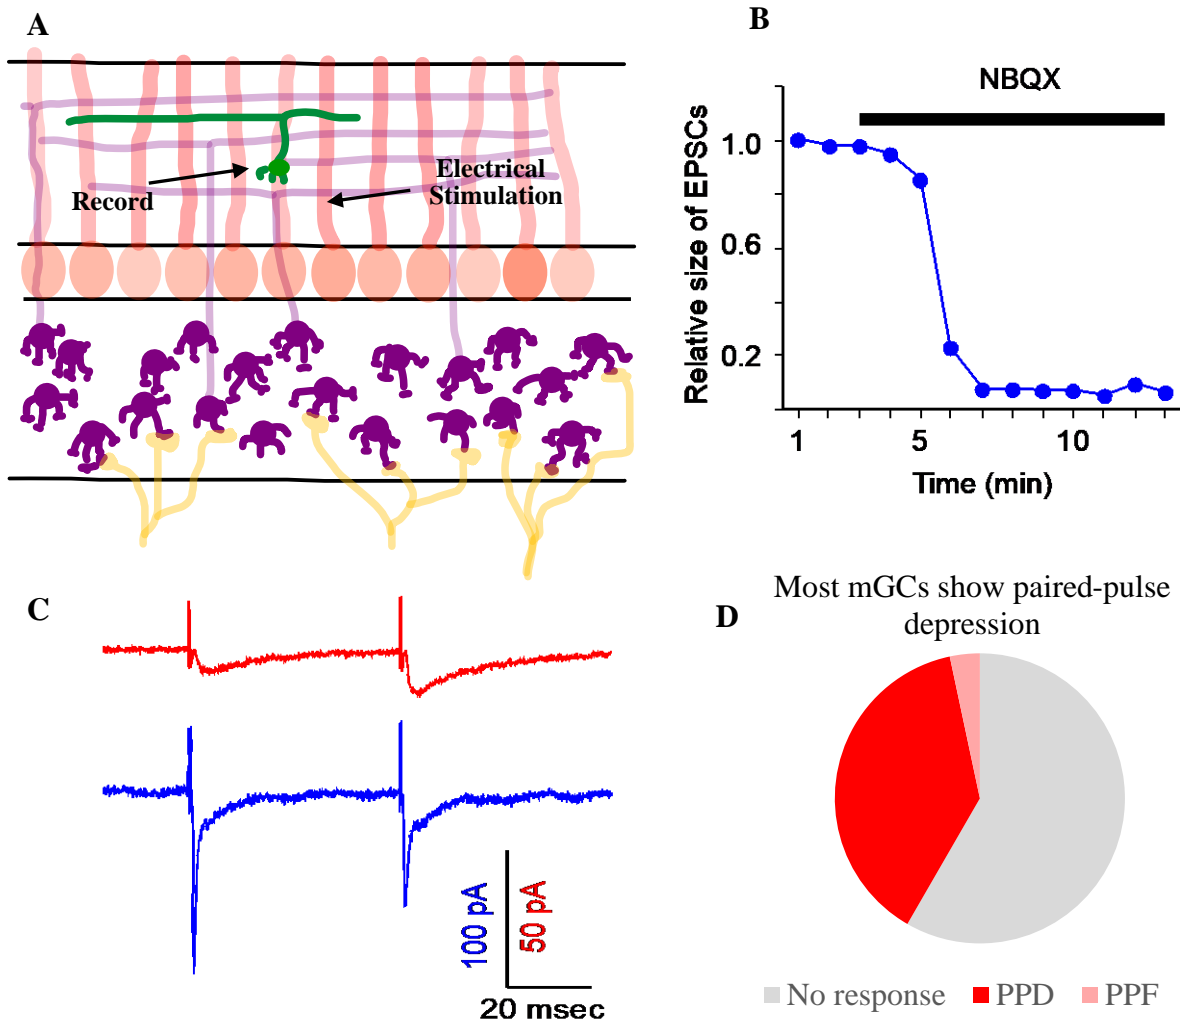 A
Record
Electrical
Stimulation
B
NBQX
Relative size of EPSCs
1.0
0.6
0.2
1
5
10
Time (min)
C
100 pA
50 pA
20 msec
D
Most mGCs show paired-pulse
depression
No response
PPD
PPF